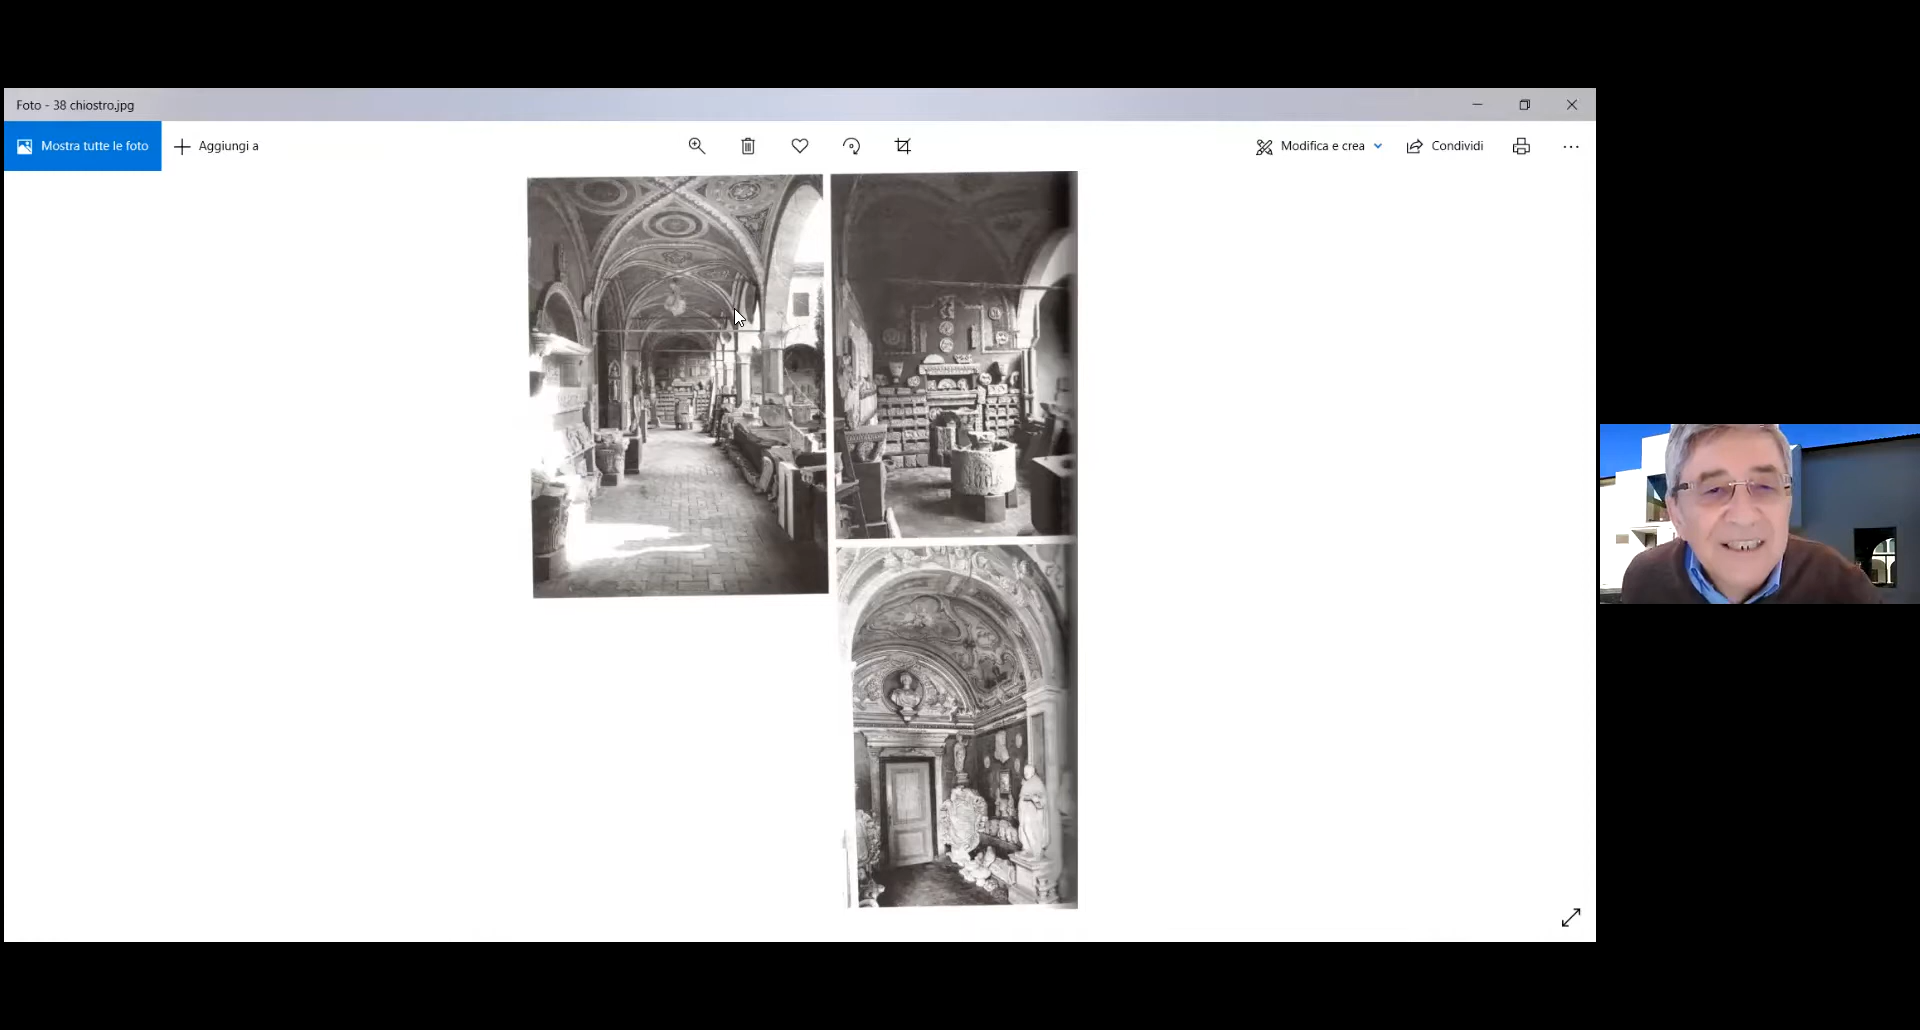 Foto - 38 chiostro.jpg
Mostra tutte le foto
Aggiungi a
Modifica e crea
Condividi